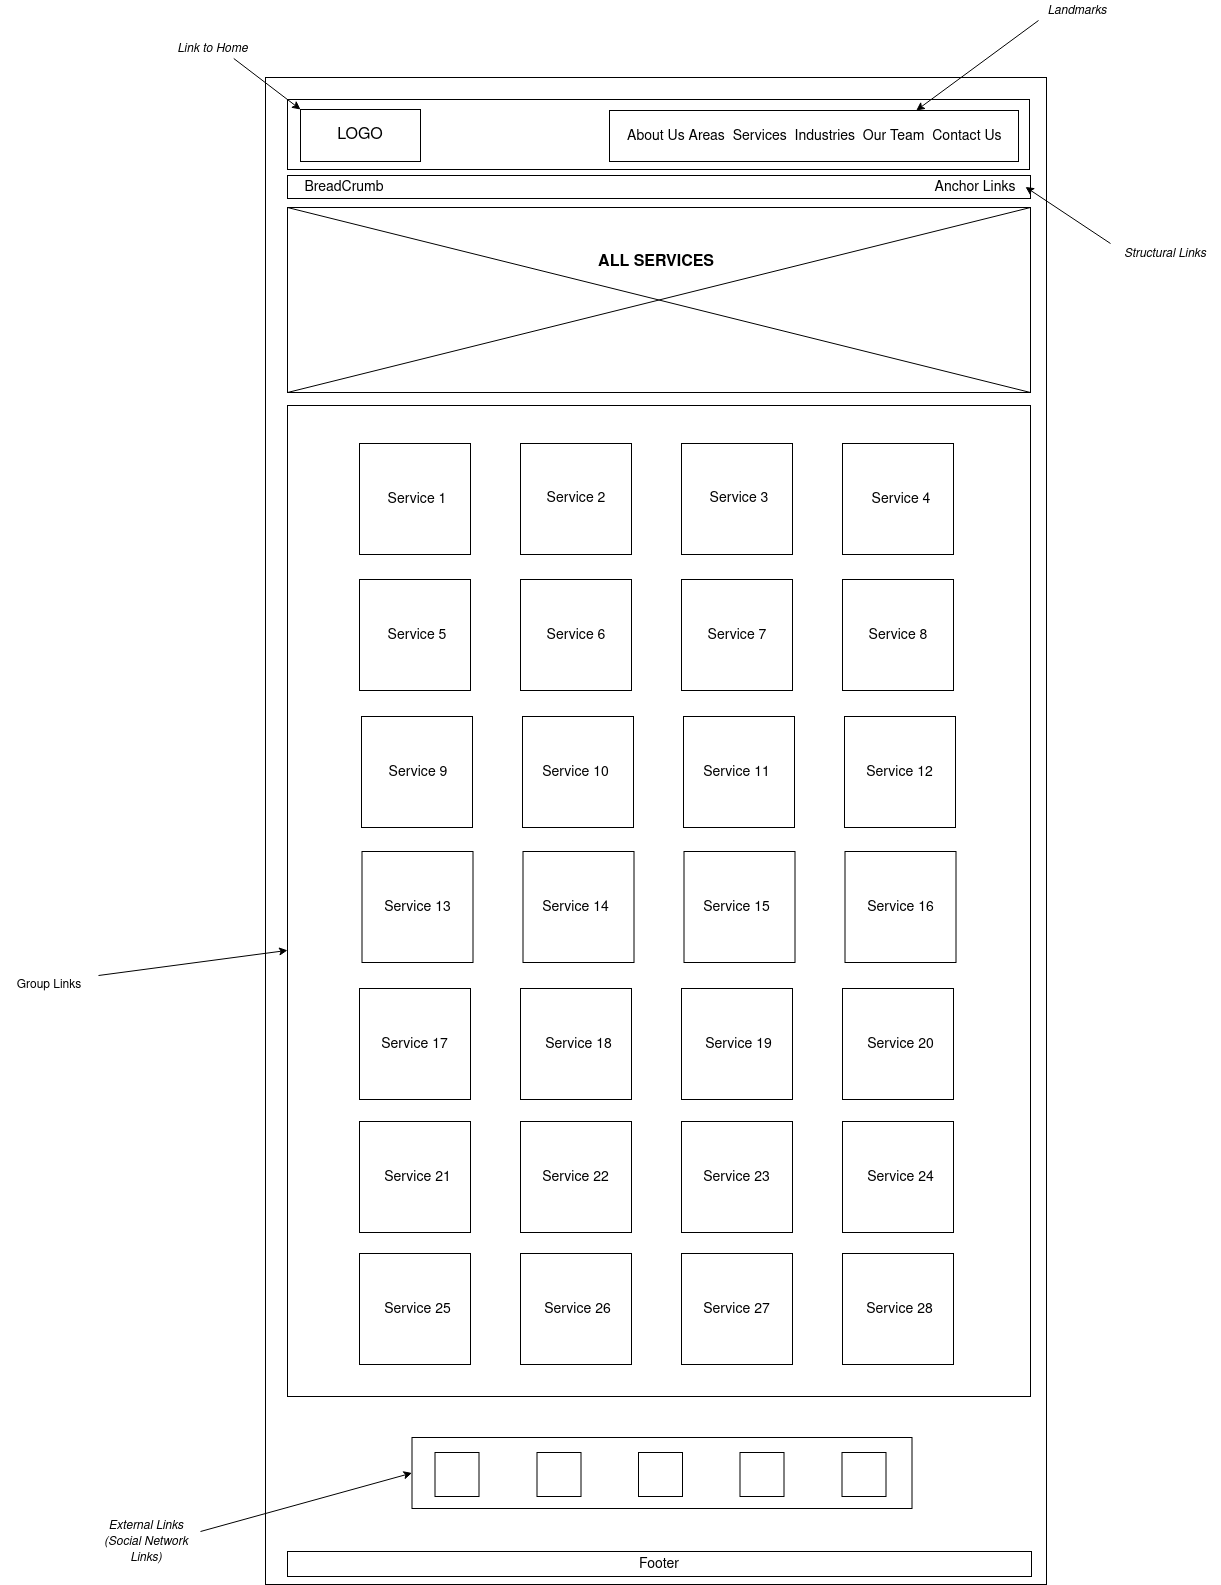 Landmarks
Link to Home
LOGO
About Us Areas Services Industries Our Team Contact Us
BreadCrumb
Anchor Links
Structural Links
ALL SERVICES
Service 1
Service 2
Service 3
Service 4
Service 5
Service 6
Service 7
Service 8
Service 9
Service 10
Service 11
Service 12
Service 13
Service 14
Service 15
Service 16
Group Links
Service 17
Service 18
Service 19
Service 20
Service 21
Service 22
Service 23
Service 24
Service 25
Service 26
Service 27
Service 28
External Links
(Social Network
Links)
Footer